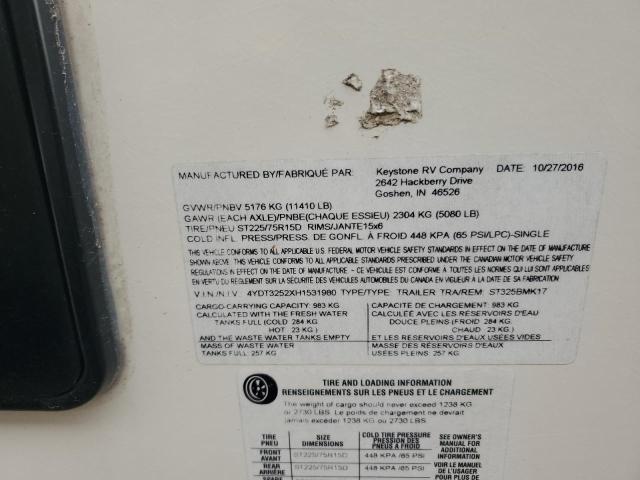 MANUFACTURED BY/FABRIQUÉ PAR: Keystone RV Company DATE: 10/27/2016
2642 Hackberry Drive
Goshen, IN 46526
GVWR/PNBV 5176 KG (11410 LB)
GAWR (EACH AXLE)/PNBE(CHAQUE ESSIEU) 2304 KG (5080 LB)
TIRE/PNEU ST225/75R15D RIMS/JANTE15x6
COLD INFL. PRESS/PRESS. DE GONFL. À FROID 448 KPA (65 PSI/LPC)-SINGLE
THIS VEHICLE CONFORMS TO ALL APPLICABLE U.S. FEDERAL MOTOR VEHICLE SAFETY STANDARDS IN EFFECT ON THE DATE OF MANUFACTURE
SHOWN ABOVE. THIS VEHICLE CONFORMS TO ALL APPLICABLE STANDARDS PRESCRIBED UNDER THE CANADIAN MOTOR VEHICLE SAFETY
REGULATIONS IN EFFECT ON THE DATE OF MANUFACTURE / CE VÉHICULE EST CONFORME À TOUTES LES NORMES QUI LUI SONT APPLICABLES
EN VERTU DU RÈGLEMENT SUR LA SÉCURITÉ DES VÉHICULES AUTOMOBILES DU CANADA EN VIGUEUR À LA DATE DE SA FABRICATION
V.I.N./N.I.V. 4YDT3252XH1531980 TYPE/TYPE: TRAILER TRA/REM ST325BMK17
CARGO-CARRYING CAPACITY: 983 KG
CALCULATED WITH THE FRESH WATER
TANKS FULL (COLD : 284 KG
HOT : 23 KG)
AND THE WASTE WATER TANKS EMPTY
MASS OF WASTE WATER
TANKS FULL: 257 KG
CAPACITÉ DE CHARGEMENT: 983 KG
CALCULÉE AVEC LES RÉSERVOIRS D'EAU
DOUCE PLEINS (FROIDE : 284 KG
CHAUD : 23 KG)
ET LES RÉSERVOIRS D'EAUX USÉES VIDES
MASSE DES RÉSERVOIRS D'EAUX
USÉES PLEINS: 257 KG
TIRE AND LOADING INFORMATION
RENSEIGNEMENTS SUR LES PNEUS ET LE CHARGEMENT
The weight of cargo should never exceed 1238 KG
or 2730 LBS. Le poids de chargement ne devrait
jamais excéder 1238 KG ou 2730 LBS.
TIRE
PNEU
SIZE
DIMENSIONS
COLD TIRE PRESSURE
PRESSION DES
PNEUS À FROID
SEE OWNER'S
MANUAL FOR
ADDITIONAL
INFORMATION
VOIR LE MANUEL
DE L'USAGER
POUR PLUS DE
FRONT
AVANT
ST225/75R15D
448 KPA /65 PSI
REAR
ARRIÈRE
ST225/75R15D
448 KPA /65 PSI
SPARE